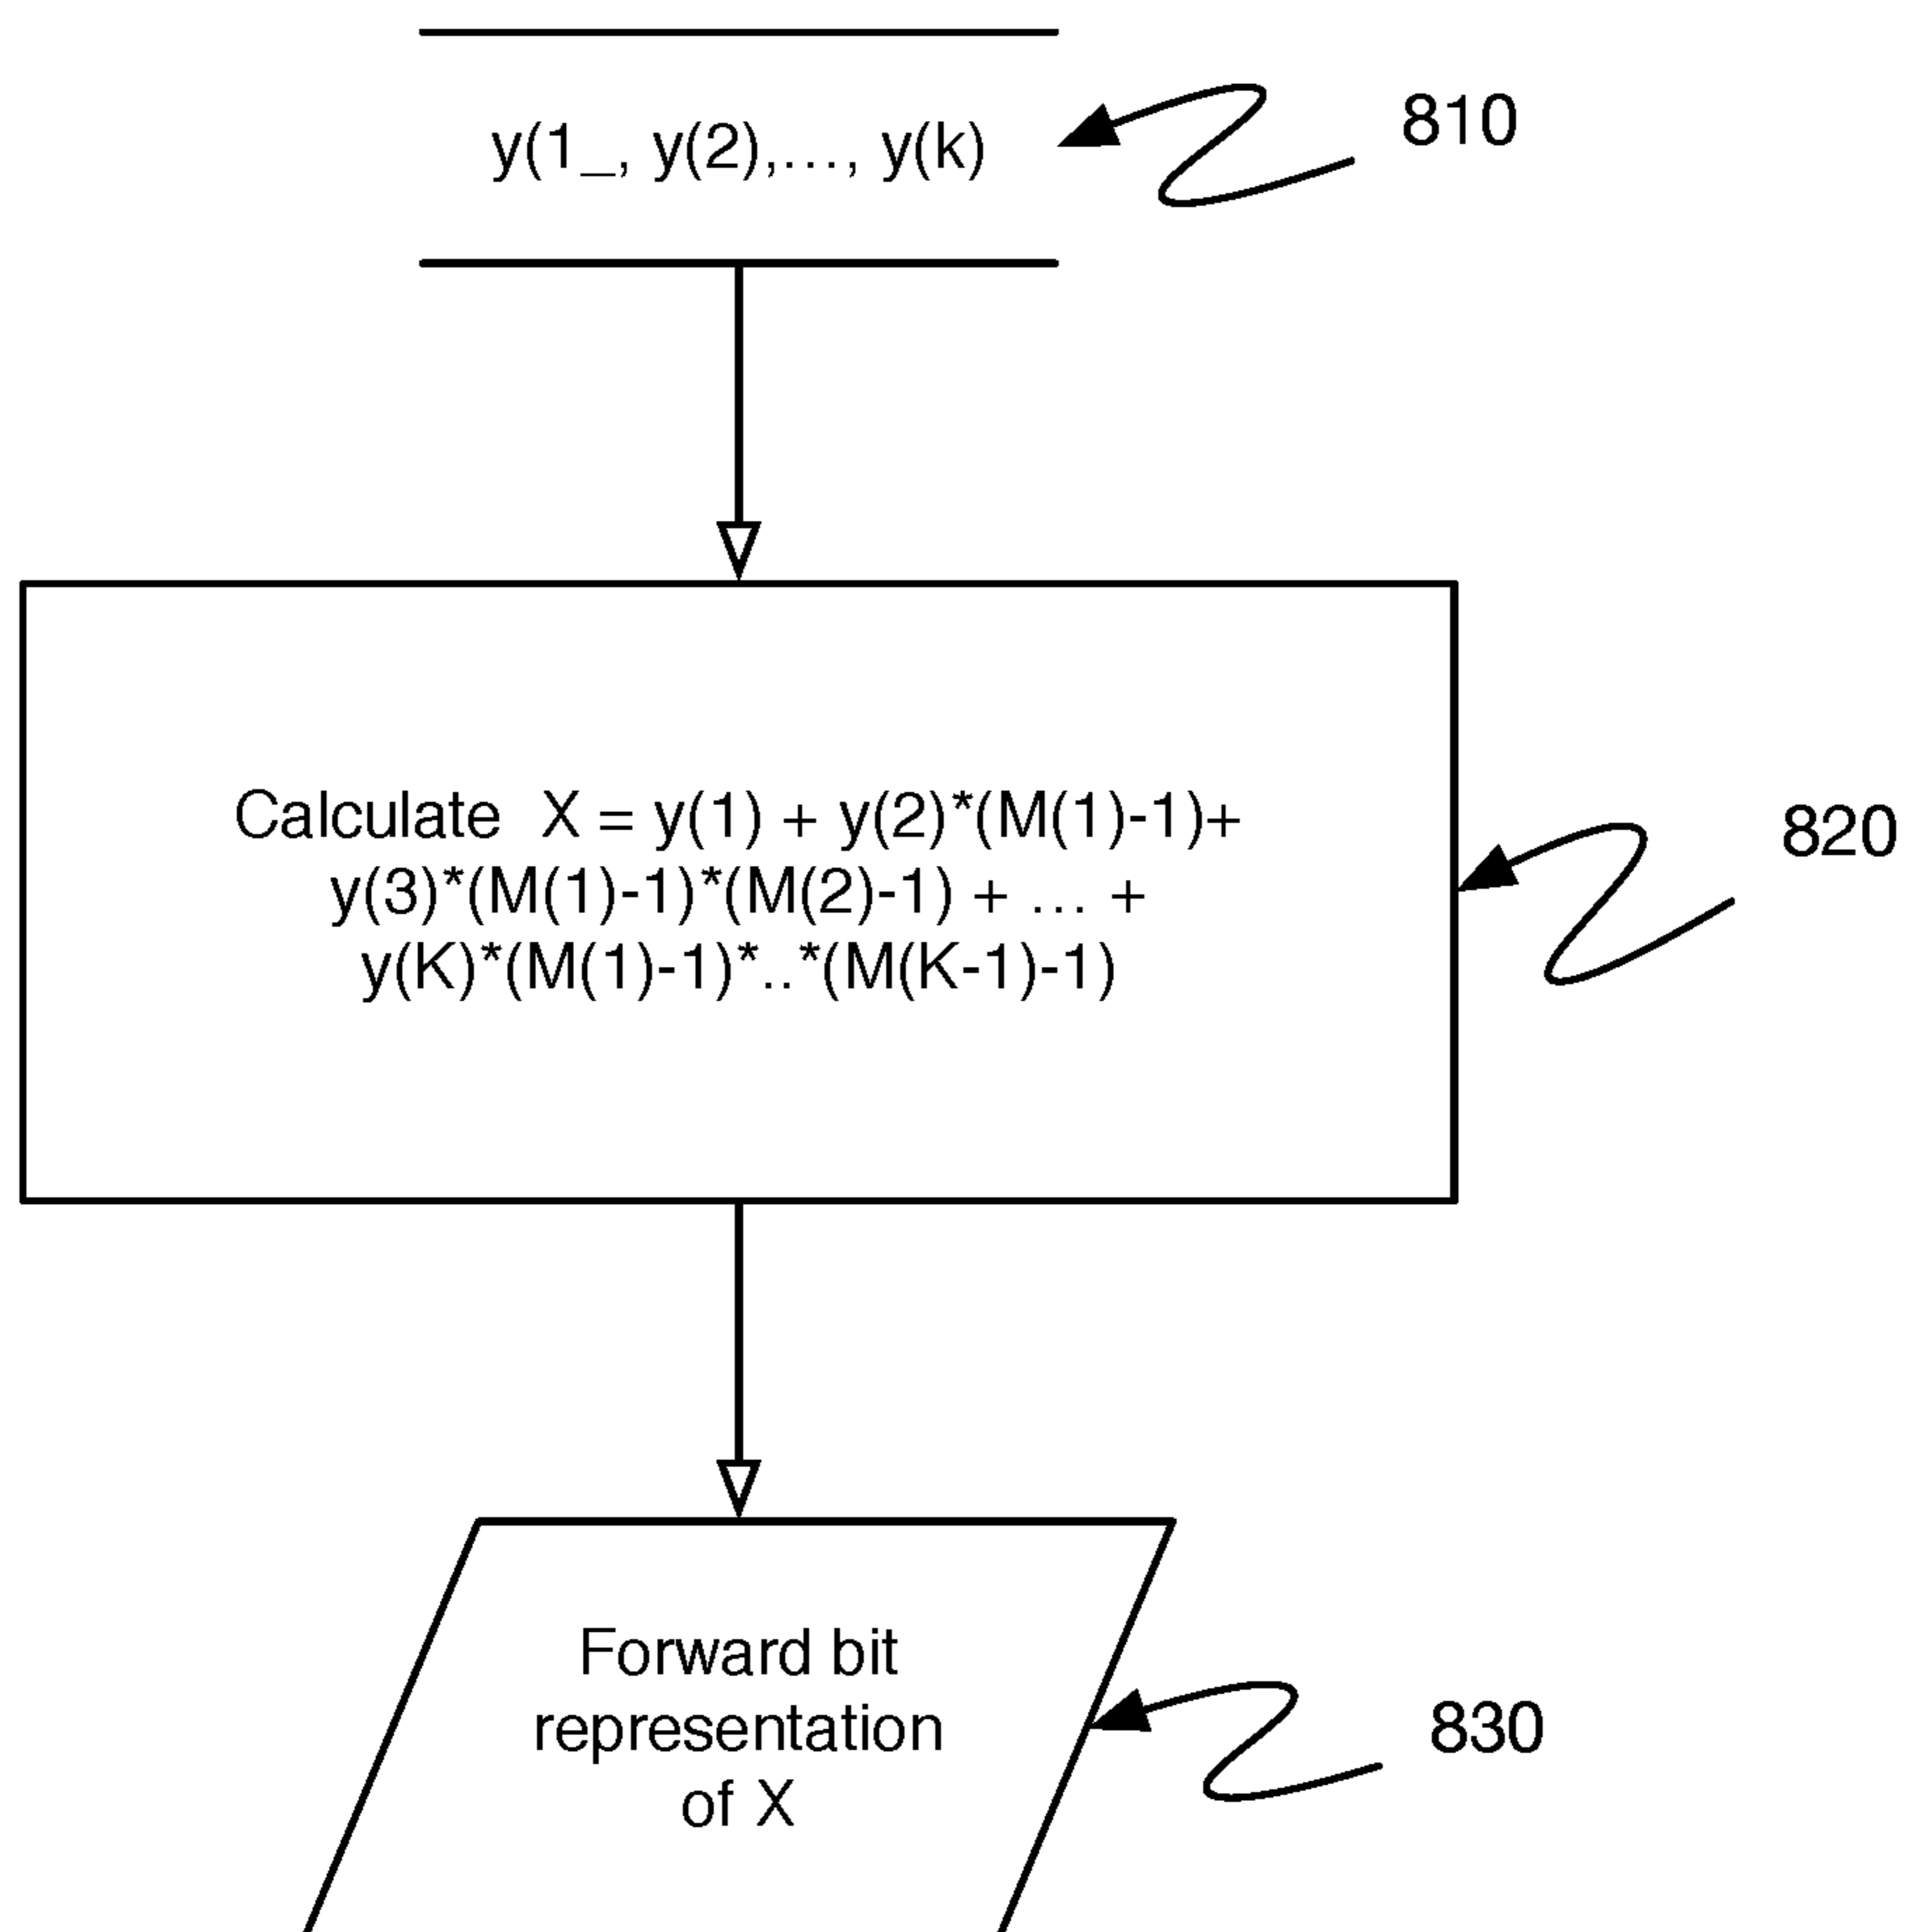 y(1_, y(2),..., y(k)
810
Calculate X = y(1) + y(2)*(M(1)-1)+
y(3)*(M(1)-1)*(M(2)-1) + ... +
y(K)*(M(1)-1)*..*(M(K-1)-1)
820
Forward bit
representation
of X
830